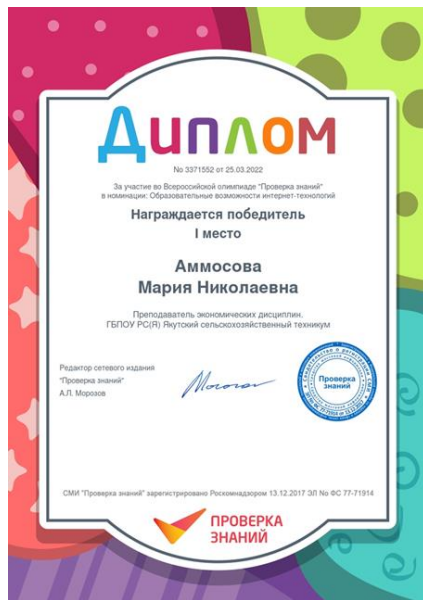 Диплом
No 3371552 от 25.03.2022
За участие во Всероссийской олимпиаде "Проверка знаний"
в номинации: Образовательные возможности интернет-технологий
Награждается победитель
I место
Аммосова
Мария Николаевна
Преподаватель экономических дисциплин.
ГБПОУ РС(Я) Якутский сельскохозяйственный техникум
Редактор сетевого издания
"Проверка знаний"
А.Л. Морозов
Проверка
знаний
СМИ "Проверка знаний" зарегистрировано Роскомнадзором 13.12.2017 ЭЛ No ФС 77-71914
ПРОВЕРКА
ЗНАНИЙ